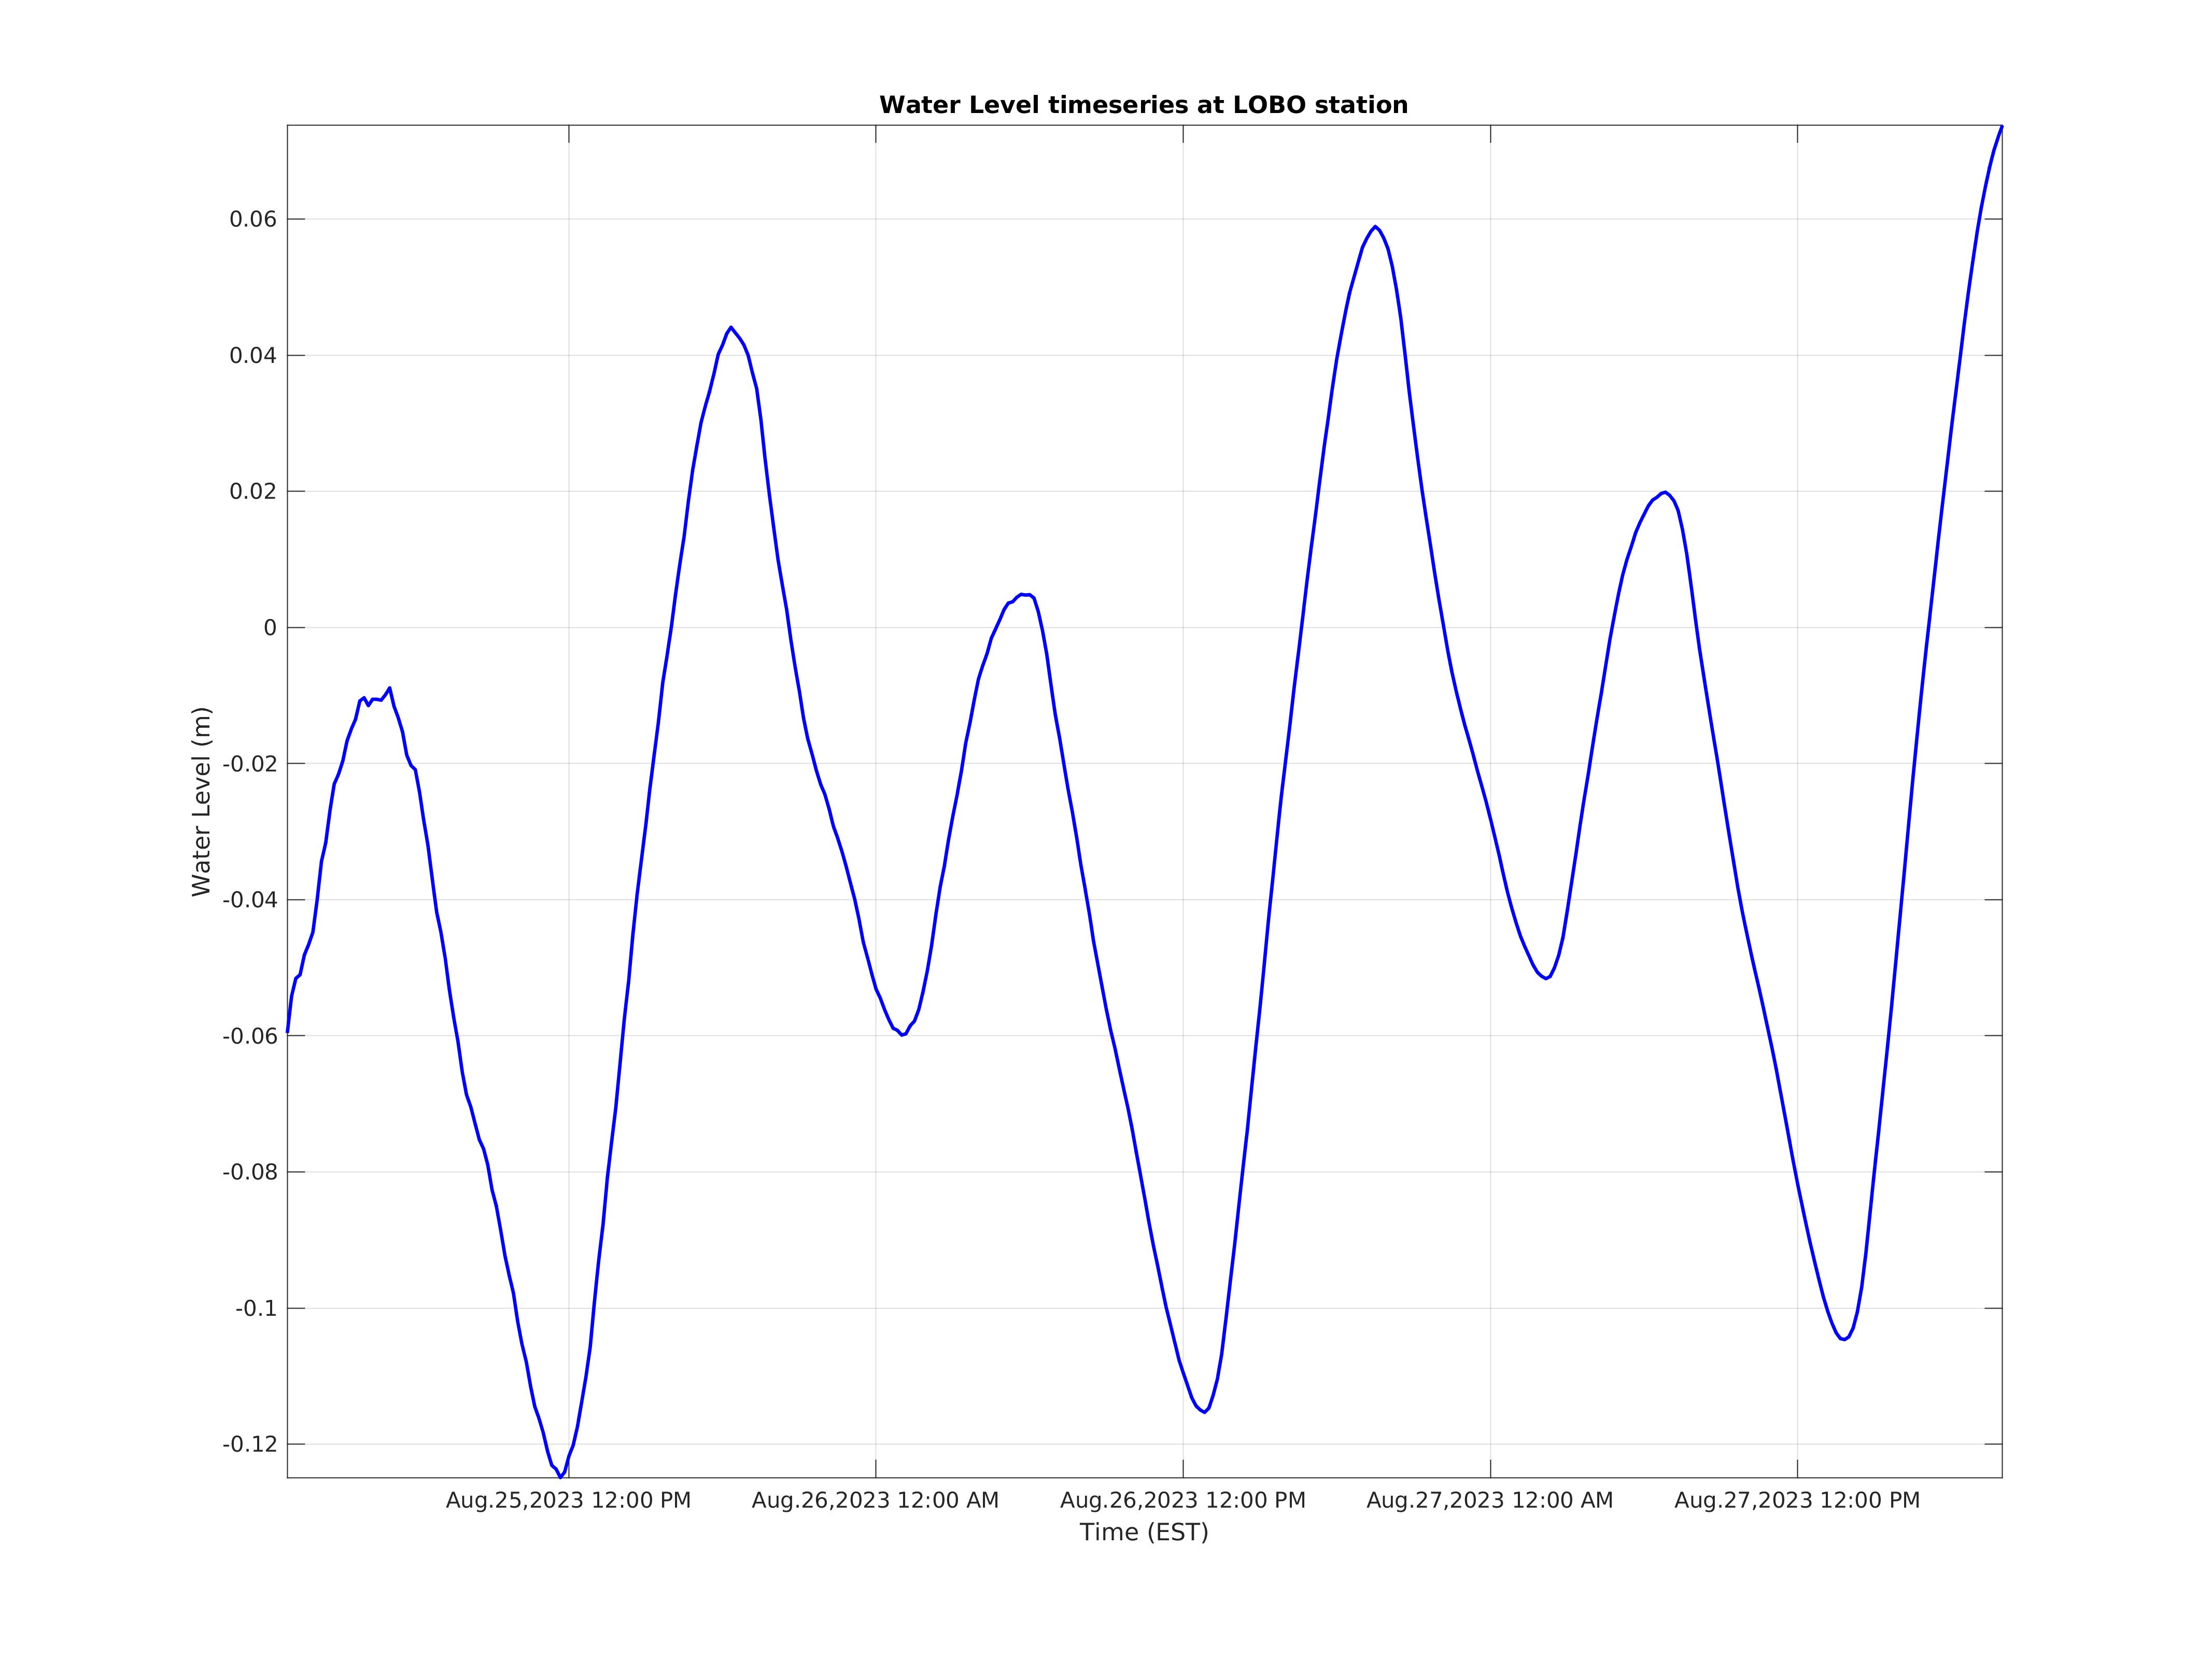 Water Level timeseries at LOBO station
0.06
0.04
0.02
0
-0.02
-0.04
-0.06
-0.08
-0.1
-0.12
Water Level (m)
Aug.25,2023 12:00 PM
Aug.26,2023 12:00 AM
Aug.26,2023 12:00 PM
Aug.27,2023 12:00 AM
Aug.27,2023 12:00 PM
Time (EST)